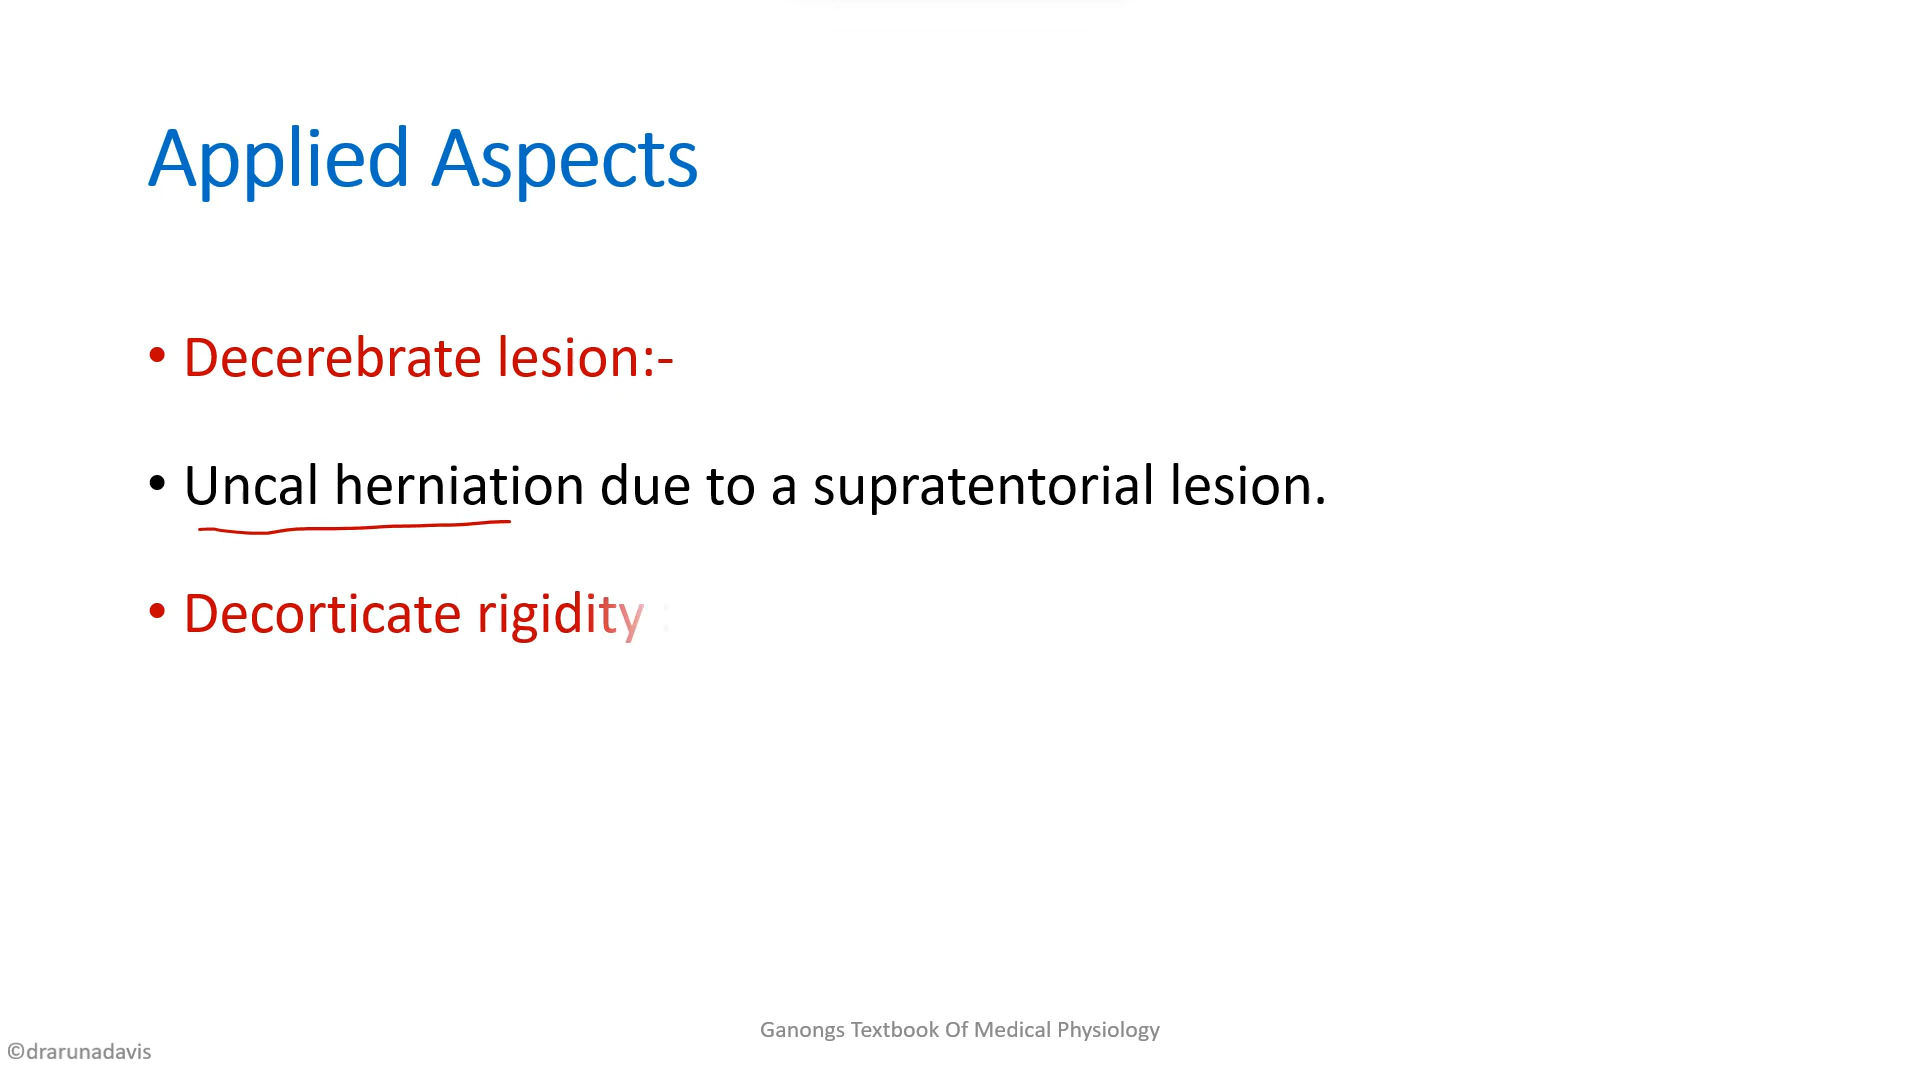 Applied Aspects
• Decerebrate lesion:-
• Uncal herniation due to a supratentorial lesion.
• Decorticate rigidity :
Ganongs Textbook Of Medical Physiology
©drarunadavis